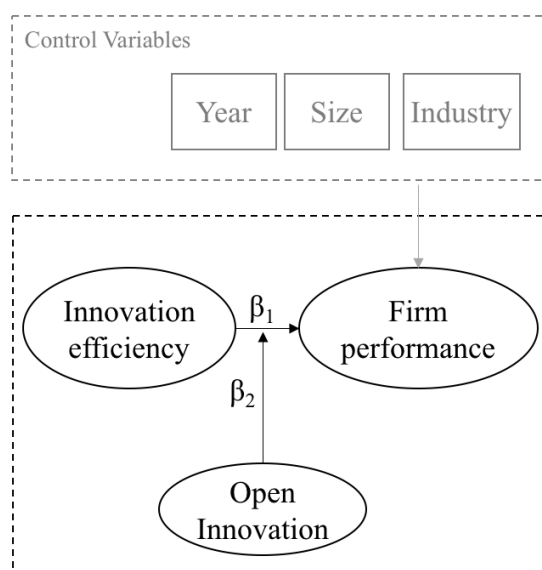 Control Variables
Year Size Industry
Innovation
efficiency
β1
Firm
performance
β2
Open
Innovation